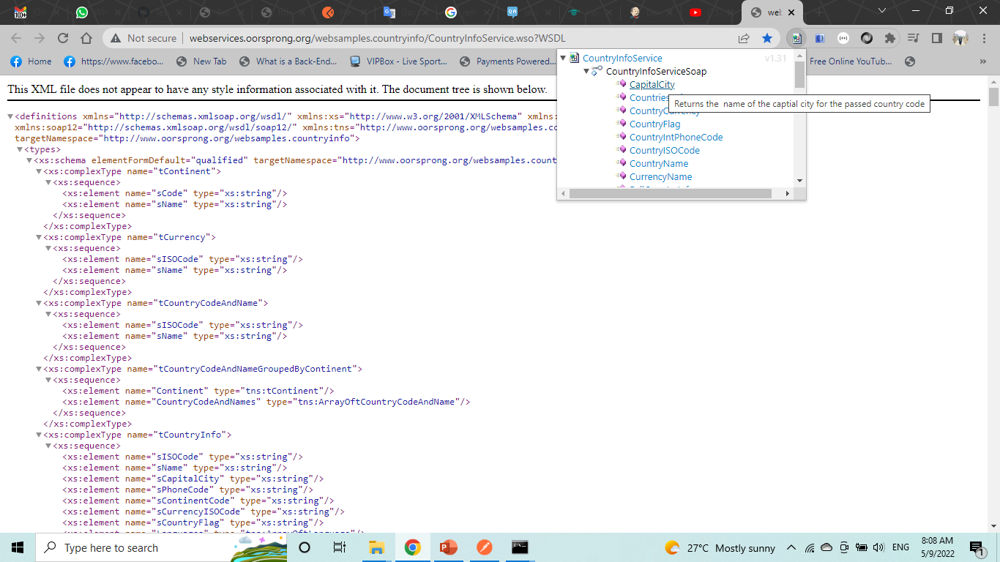 100+
Wh
Go
we
Not secure
webservices.oorsprong.org/websamples.countryinfo/CountryInfoService.wso?WSDL
Home
https://www.facebo...
New Tab
What is a Back-End...
VIPBox - Live Sport...
Payments Powered...
Free Online YouTub...
»
This XML file does not appear to have any style information associated with it. The document tree is shown below.
CountryInfoService
v1.31
CountryInfoServiceSoap
CapitalCity
Countries
Returns the name of the captial city for the passed country code
CountryCurrency
CountryFlag
CountryIntPhoneCode
CountryISOCode
CountryName
CurrencyName
<definitions xmlns="http://schemas.xmlsoap.org/wsdl/" xmlns:xs="http://www.w3.org/2001/XMLSchema" xmlns:
xmlns:soap12="http://schemas.xmlsoap.org/wsdl/soap12/" xmlns:tns="http://www.oorsprong.org/websamples.co
targetNamespace="http://www.oorsprong.org/websamples.countryinfo">
<types>
<xs:schema elementFormDefault="qualified" targetNamespace="http://www.oorsprong.org/websamples.count
<xs:complexType name="tContinent">
<xs:sequence>
<xs:element name="sCode" type="xs:string"/>
<xs:element name="sName" type="xs:string"/>
</xs:sequence>
</xs:complexType>
<xs:complexType name="tCurrency">
<xs:sequence>
<xs:element name="sISOCode" type="xs:string"/>
<xs:element name="sName" type="xs:string"/>
</xs:sequence>
</xs:complexType>
<xs:complexType name="tCountryCodeAndName">
<xs:sequence>
<xs:element name="sISOCode" type="xs:string"/>
<xs:element name="sName" type="xs:string"/>
</xs:sequence>
</xs:complexType>
<xs:complexType name="tCountryCodeAndNameGroupedByContinent">
<xs:sequence>
<xs:element name="Continent" type="tns:tContinent"/>
<xs:element name="CountryCodeAndNames" type="tns:ArrayOftCountryCodeAndName"/>
</xs:sequence>
</xs:complexType>
<xs:complexType name="tCountryInfo">
<xs:sequence>
<xs:element name="sISOCode" type="xs:string"/>
<xs:element name="sName" type="xs:string"/>
<xs:element name="sCapitalCity" type="xs:string"/>
<xs:element name="sPhoneCode" type="xs:string"/>
<xs:element name="sContinentCode" type="xs:string"/>
<xs:element name="sCurrencyISOCode" type="xs:string"/>
<xs:element name="sCountryFlag" type="xs:string"/>
Type here to search
27°C Mostly sunny
ENG
8:08 AM
5/9/2022
1